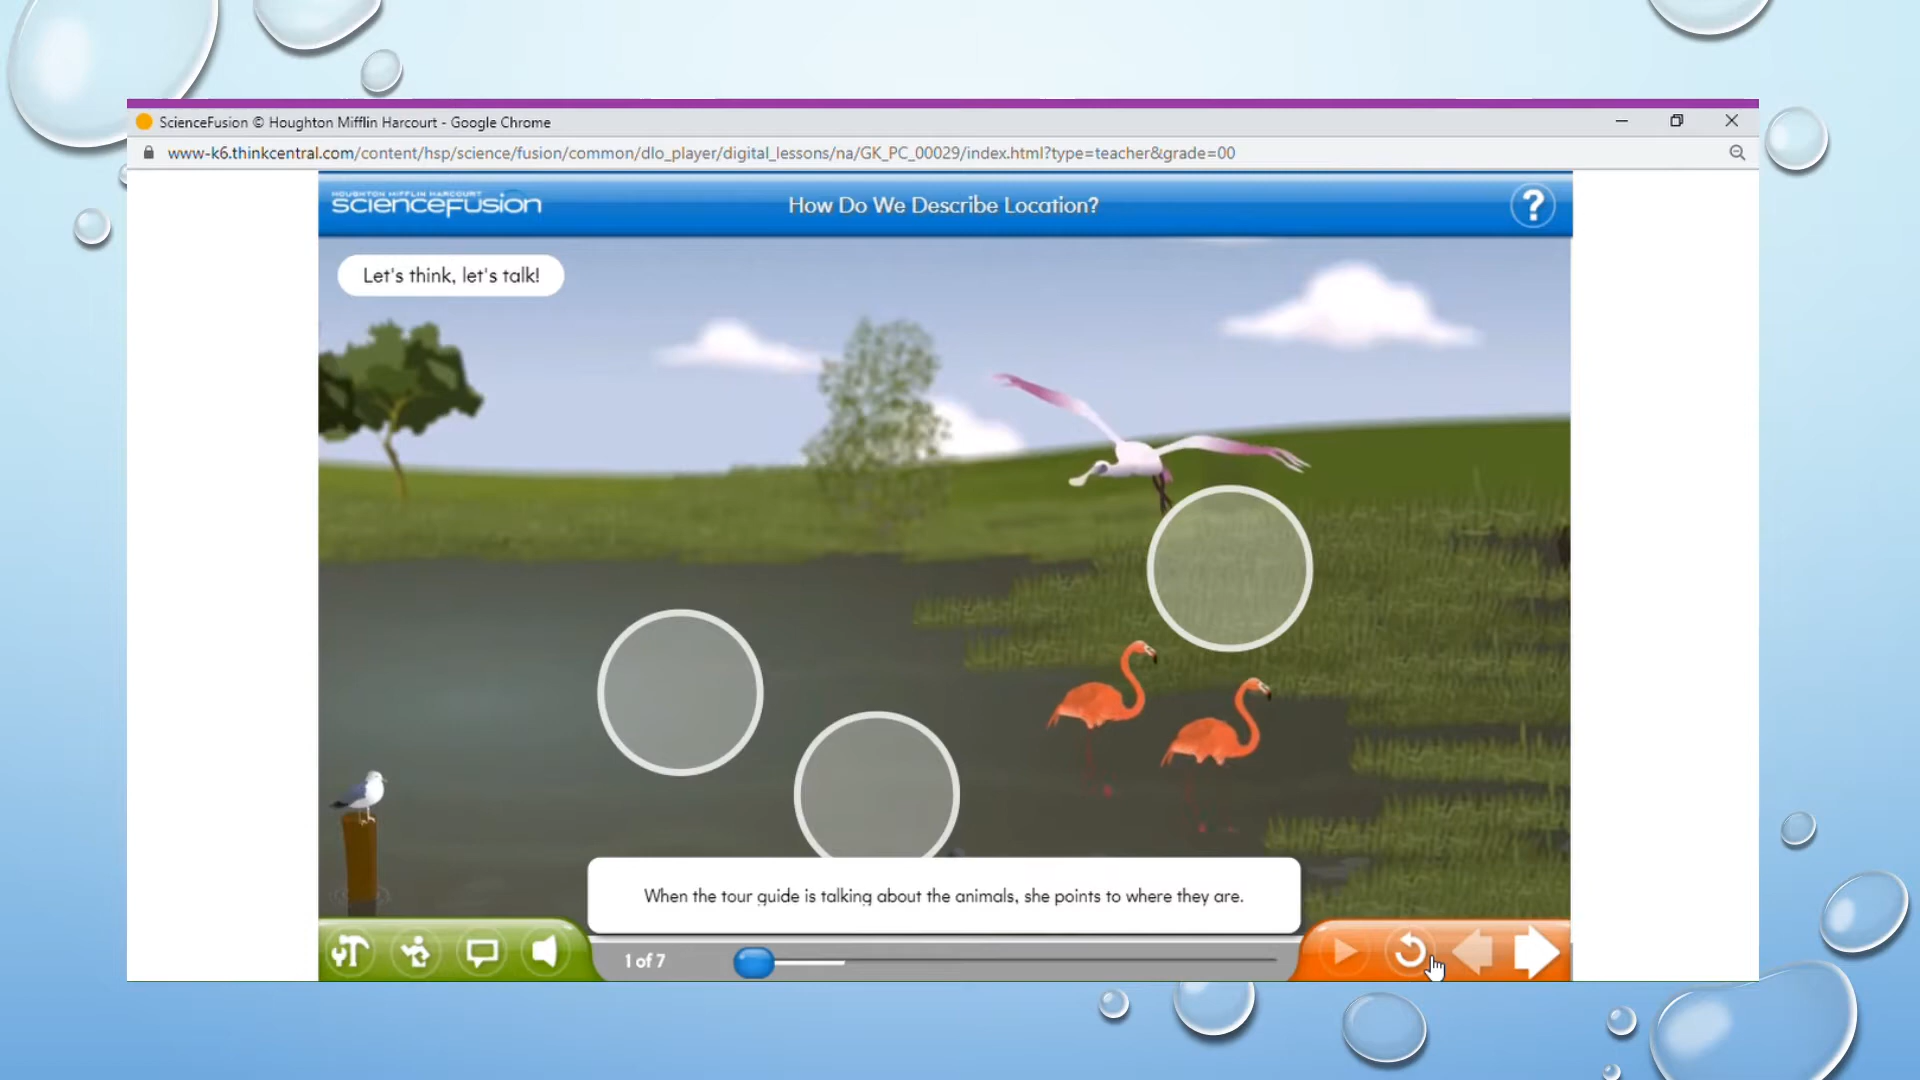 ScienceFusion © Houghton Mifflin Harcourt - Google Chrome
www-k6.thinkcentral.com/content/hsp/science/fusion/common/dlo_player/digital_lessons/na/GK_PC_00029/index.html?type=teacher&grade=00
HOUGHTON MIFFLIN HARCOURT
SCIENCEFUSION
How Do We Describe Location?
?
Let's think, let's talk!
When the tour guide is talking about the animals, she points to where they are.
1 of 7